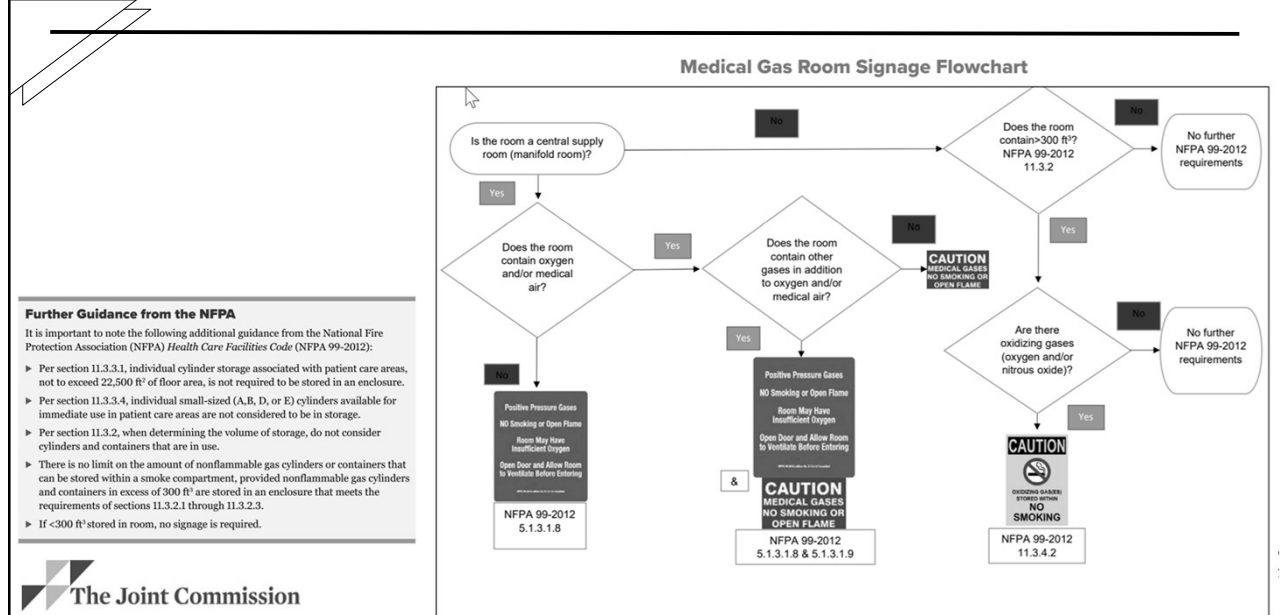 Medical Gas Room Signage Flowchart
Is the room a central supply
room (manifold room)?
No
Does the room
contain>300 ft³?
NFPA 99-2012
11.3.2
No
No further
NFPA 99-2012
requirements
Yes
Does the room
contain oxygen
and/or medical
air?
Yes
Does the room
contain other
gases in addition
to oxygen and/or
medical air?
No
CAUTION
MEDICAL GASES
NO SMOKING OR
OPEN FLAME
Yes
Are there
oxidizing gases
(oxygen and/or
nitrous oxide)?
No
No further
NFPA 99-2012
requirements
No
Positive Pressure Gases
NO Smoking or Open Flame
Room May Have
Insufficient Oxygen
Open Door and Allow Room
to Ventilate Before Entering
NFPA 99-2012
5.1.3.1.8
Yes
Positive Pressure Gases
NO Smoking or Open Flame
Room May Have
Insufficient Oxygen
Open Door and Allow Room
to Ventilate Before Entering
&
CAUTION
MEDICAL GASES
NO SMOKING OR
OPEN FLAME
NFPA 99-2012
5.1.3.1.8 & 5.1.3.1.9
Yes
CAUTION
OXIDIZING GAS(ES)
STORED WITHIN
NO
SMOKING
NFPA 99-2012
11.3.4.2
Further Guidance from the NFPA
It is important to note the following additional guidance from the National Fire
Protection Association (NFPA) Health Care Facilities Code (NFPA 99-2012):
▶ Per section 11.3.3.1, individual cylinder storage associated with patient care areas,
not to exceed 22,500 ft² of floor area, is not required to be stored in an enclosure.
▶ Per section 11.3.3.4, individual small-sized (A,B, D, or E) cylinders available for
immediate use in patient care areas are not considered to be in storage.
▶ Per section 11.3.2, when determining the volume of storage, do not consider
cylinders and containers that are in use.
▶ There is no limit on the amount of nonflammable gas cylinders or containers that
can be stored within a smoke compartment, provided nonflammable gas cylinders
and containers in excess of 300 ft³ are stored in an enclosure that meets the
requirements of sections 11.3.2.1 through 11.3.2.3.
▶ If <300 ft³ stored in room, no signage is required.
The Joint Commission